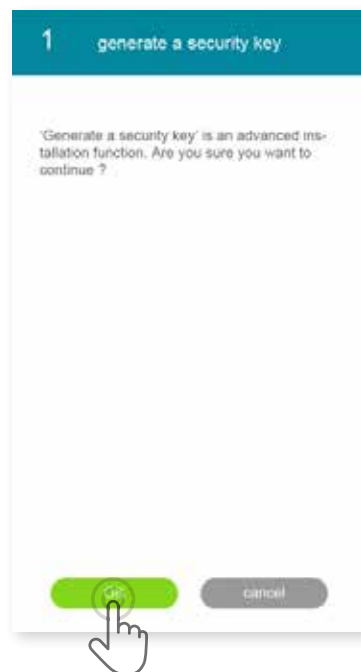 1 generate a security key
'Generate a security key' is an advanced ins-
tallation function. Are you sure you want to
continue ?
cancel